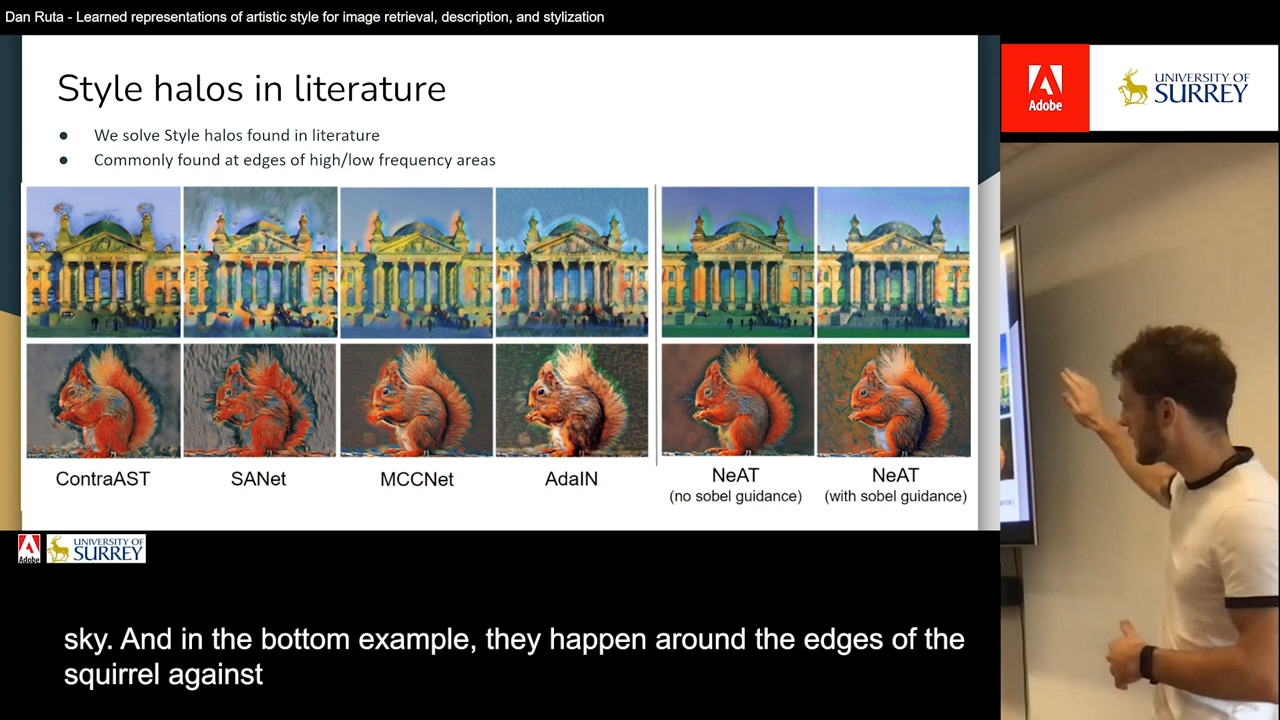 Dan Ruta - Learned representations of artistic style for image retrieval, description, and stylization
Style halos in literature
● We solve Style halos found in literature
● Commonly found at edges of high/low frequency areas
ContraAST
SANet
MCCNet
AdaIN
NeAT
(no sobel guidance)
NeAT
(with sobel guidance)
Adobe
UNIVERSITY OF
SURREY
Adobe
UNIVERSITY OF
SURREY
sky. And in the bottom example, they happen around the edges of the
squirrel against